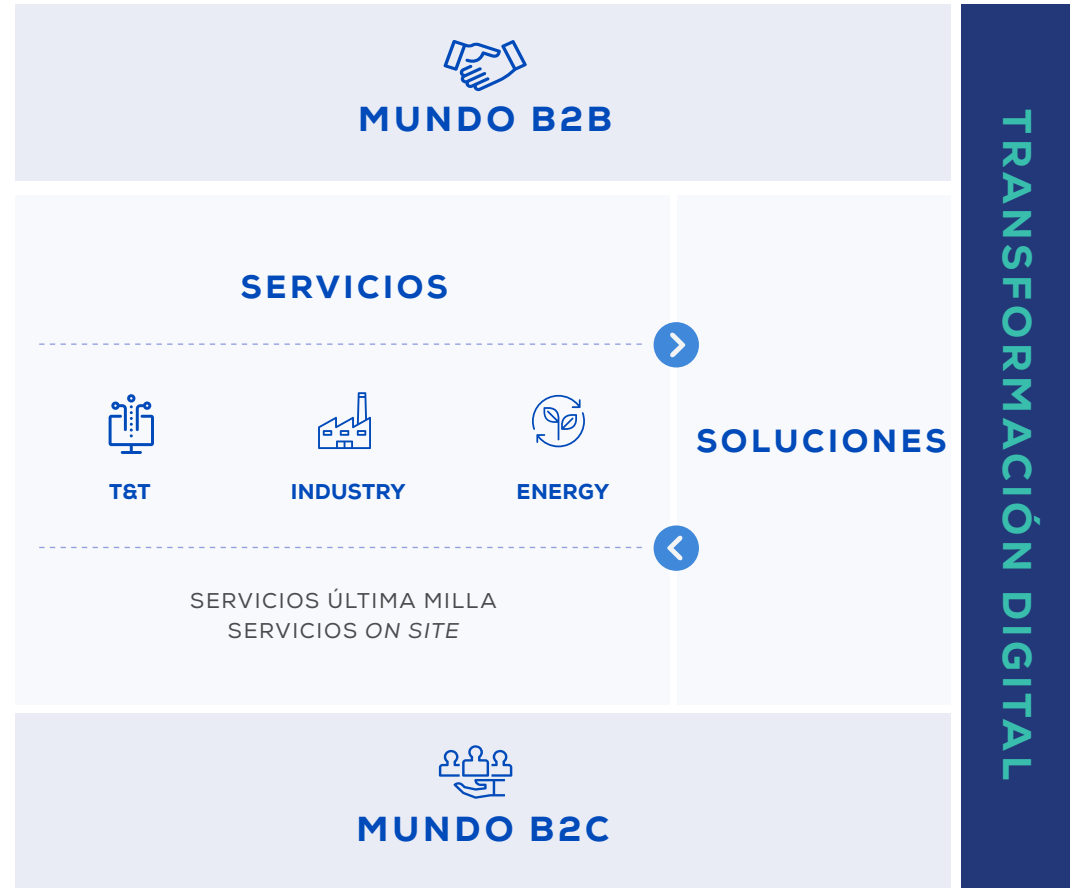 MUNDO B2B
SERVICIOS
T&T
INDUSTRY
ENERGY
SERVICIOS ÚLTIMA MILLA
SERVICIOS ON SITE
SOLUCIONES
MUNDO B2C
TRANSFORMACIÓN DIGITAL